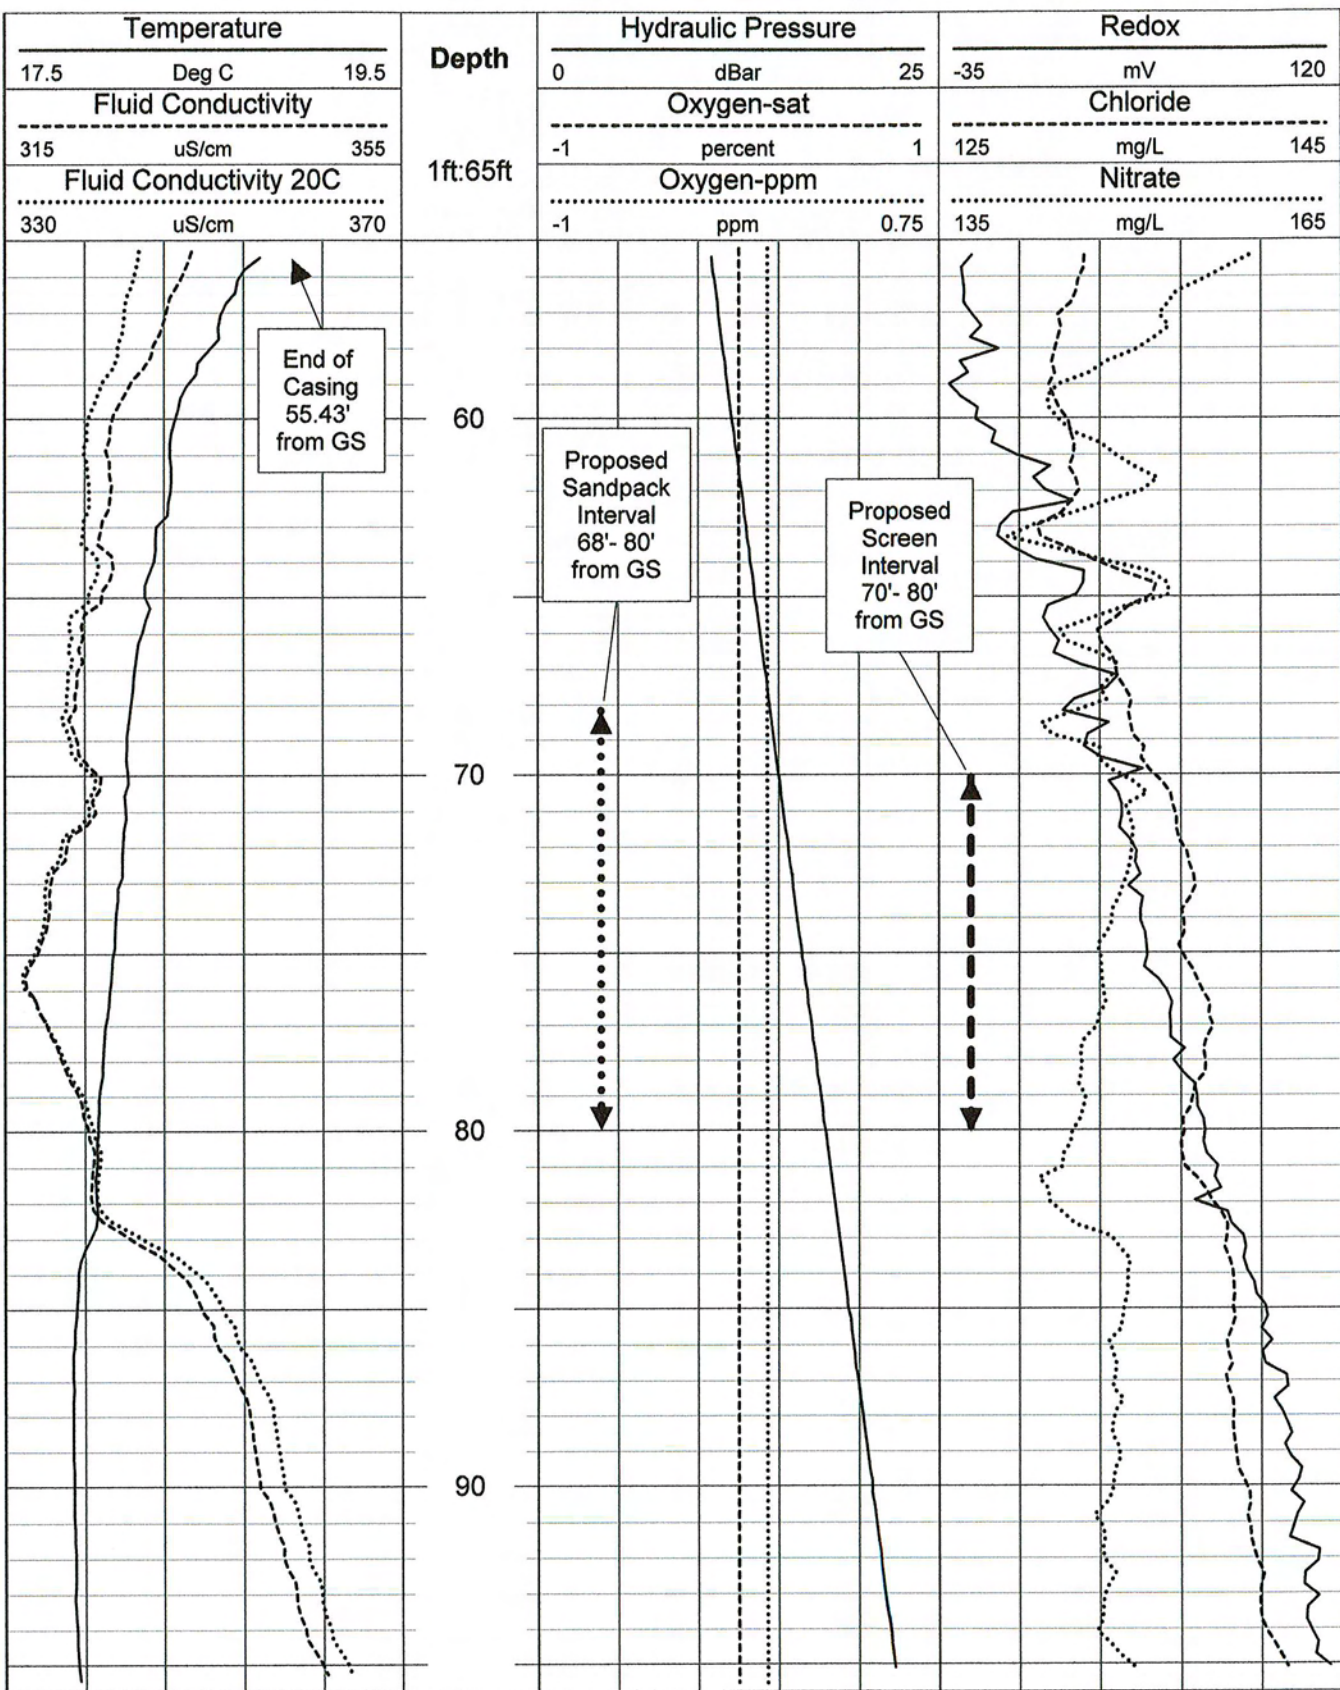 Temperature
17.5 Deg C 19.5
Fluid Conductivity
315 uS/cm 355
Fluid Conductivity 20C
330 uS/cm 370
Depth
1ft:65ft
Hydraulic Pressure
0 dBar 25
Oxygen-sat
-1 percent 1
Oxygen-ppm
-1 ppm 0.75
Redox
-35 mV 120
Chloride
125 mg/L 145
Nitrate
135 mg/L 165
End of
Casing
55.43'
from GS
60
Proposed
Sandpack
Interval
68'- 80'
from GS
Proposed
Screen
Interval
70'- 80'
from GS
70
80
90